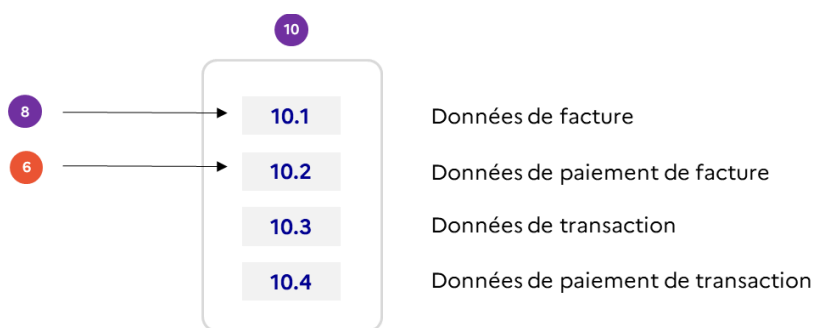 10
8
10.1 Données de facture
6
10.2 Données de paiement de facture
10.3 Données de transaction
10.4 Données de paiement de transaction